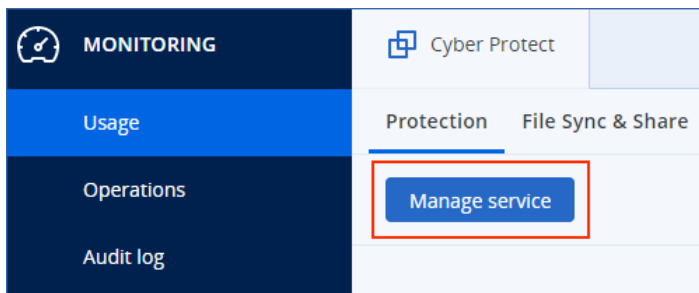 MONITORING
Cyber Protect
Usage
Protection File Sync & Share
Operations
Manage service
Audit log